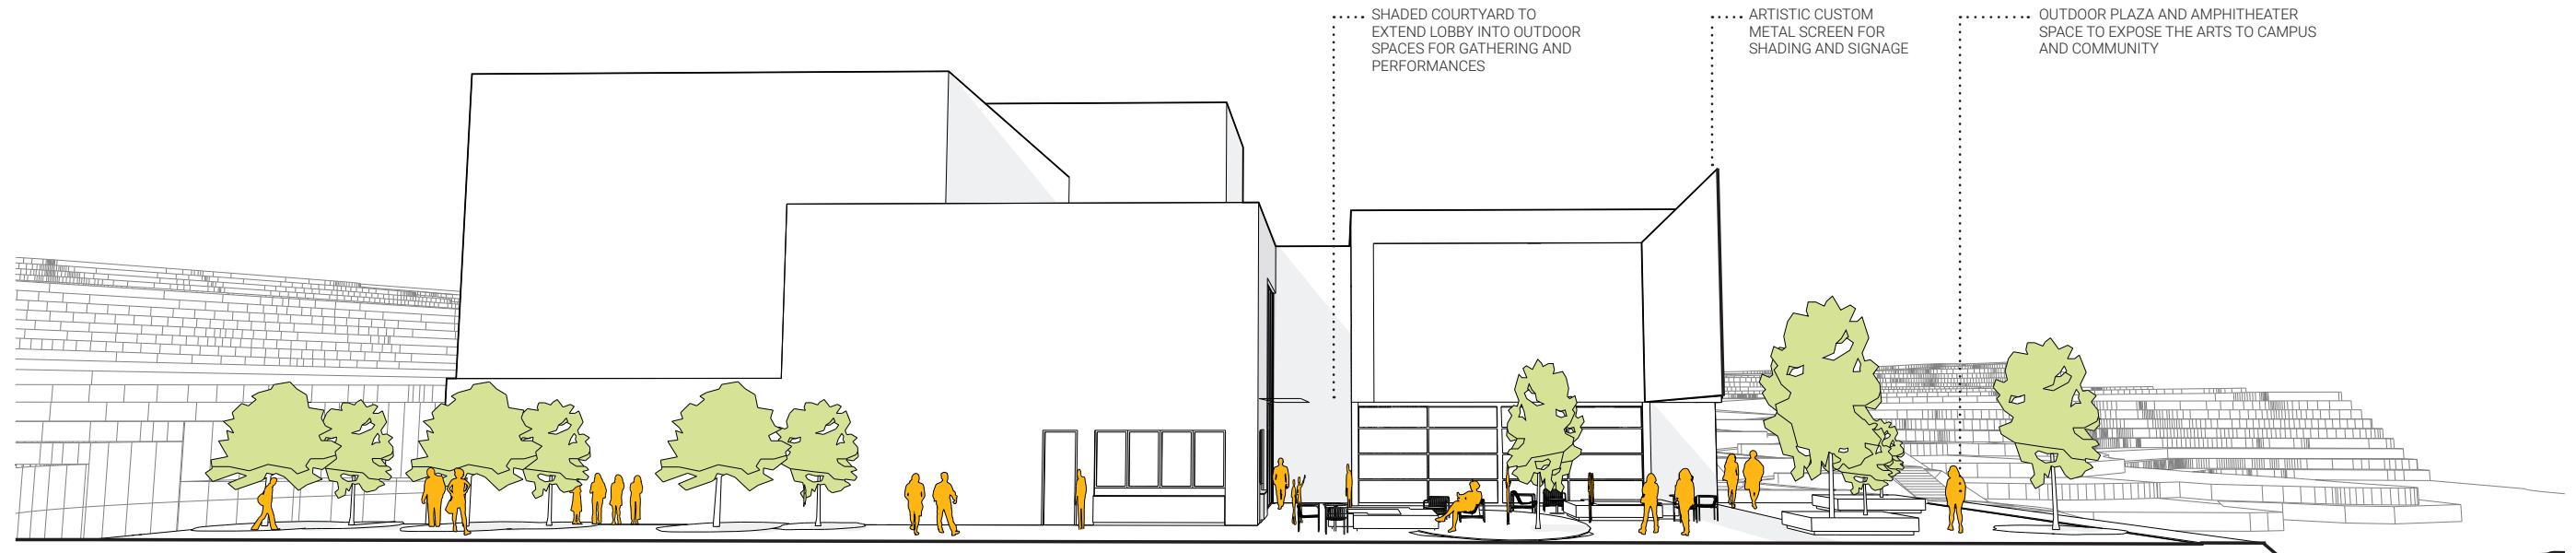 SHADED COURTYARD TO
EXTEND LOBBY INTO OUTDOOR
SPACES FOR GATHERING AND
PERFORMANCES
ARTISTIC CUSTOM
METAL SCREEN FOR
SHADING AND SIGNAGE
OUTDOOR PLAZA AND AMPHITHEATER
SPACE TO EXPOSE THE ARTS TO CAMPUS
AND COMMUNITY